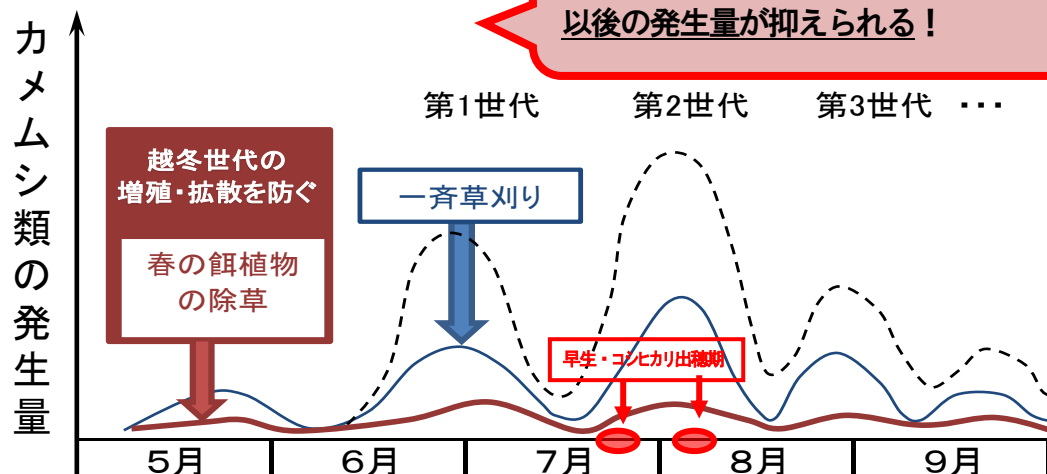 以後の発生量が抑えられる！
カメムシ類の発生量
第1世代
第2世代
第3世代 ･･･
越冬世代の
増殖・拡散を防ぐ
春の餌植物
の除草
一斉草刈り
早生・コシヒカリ出穂期
5月
6月
7月
8月
9月